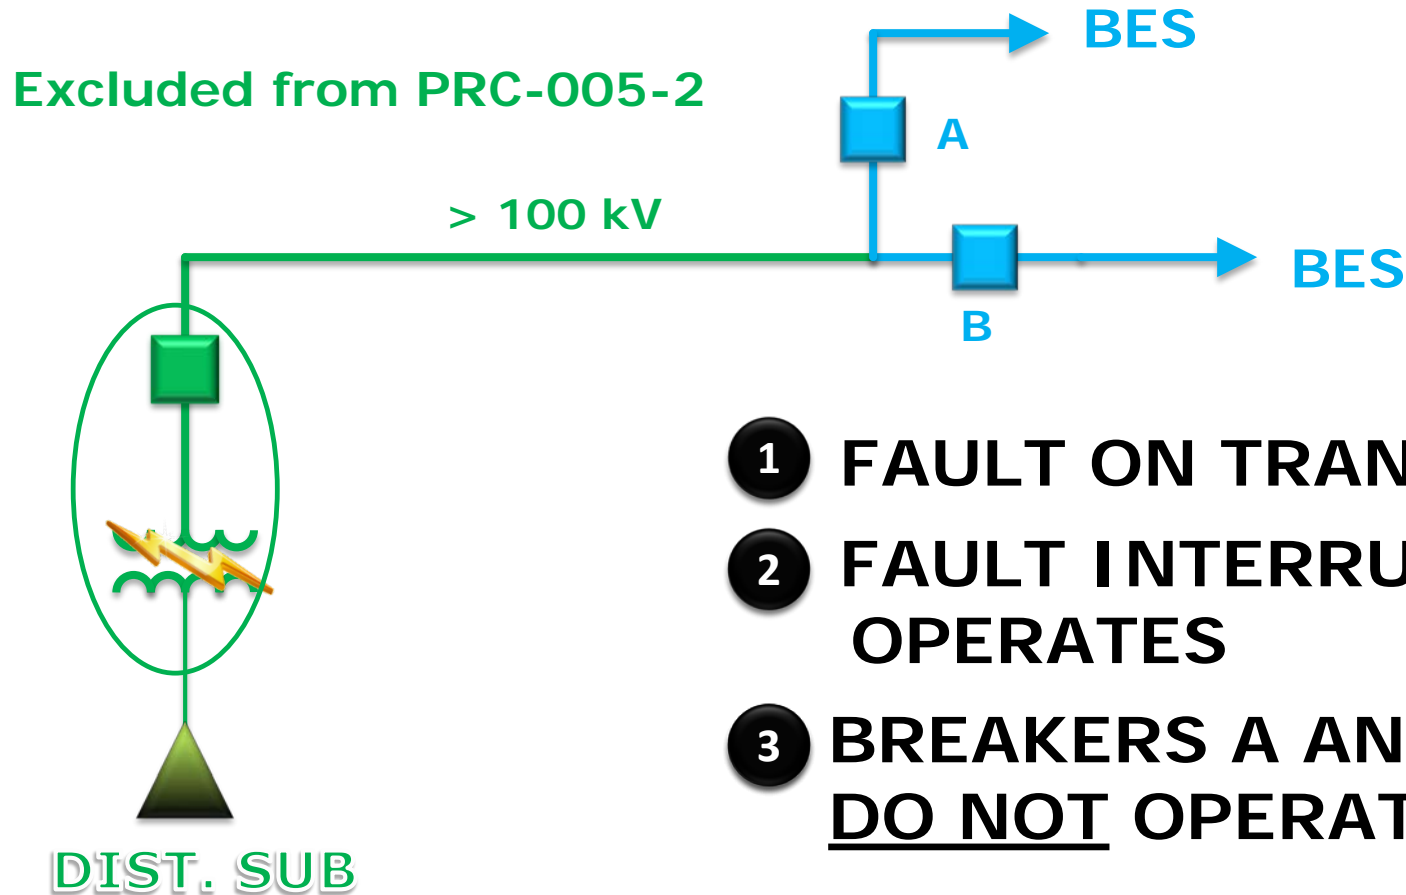 BES
Excluded from PRC-005-2
A
> 100 kV
BES
B
1 FAULT ON TRAN
2 FAULT INTERRU
OPERATES
3 BREAKERS A AN
DO NOT OPERAT
DIST. SUB